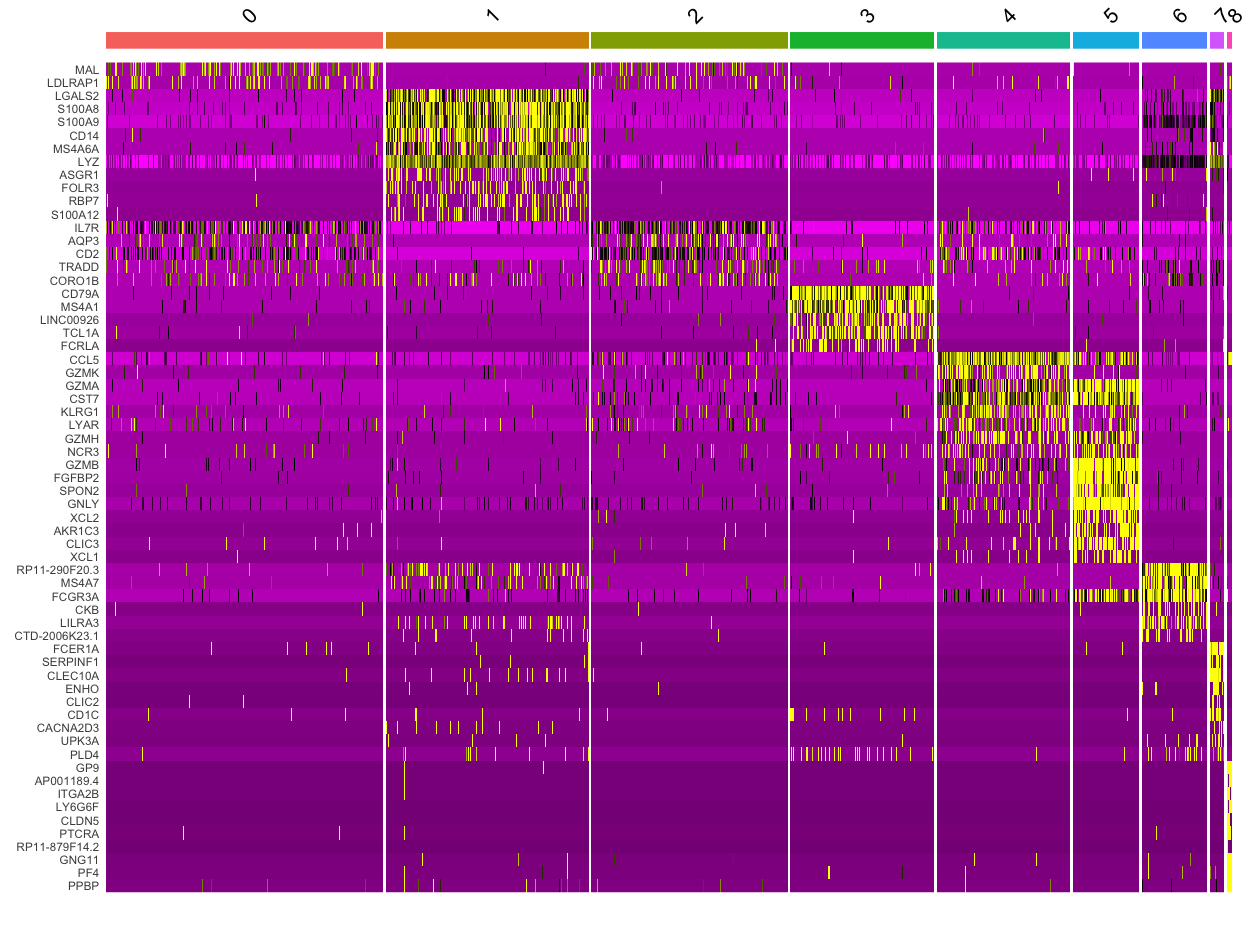 0 1 2 3 4 5 6 7 8
MAL
LDLRAP1
LGALS2
S100A8
S100A9
CD14
MS4A6A
LYZ
ASGR1
FOLR3
RBP7
S100A12
IL7R
AQP3
CD2
TRADD
CORO1B
CD79A
MS4A1
LINC00926
TCL1A
FCRLA
CCL5
GZMK
GZMA
CST7
KLRG1
LYAR
GZMH
NCR3
GZMB
FGFBP2
SPON2
GNLY
XCL2
AKR1C3
CLIC3
XCL1
RP11-290F20.3
MS4A7
FCGR3A
CKB
LILRA3
CTD-2006K23.1
FCER1A
SERPINF1
CLEC10A
ENHO
CLIC2
CD1C
CACNA2D3
UPK3A
PLD4
GP9
AP001189.4
ITGA2B
LY6G6F
CLDN5
PTCRA
RP11-879F14.2
GNG11
PF4
PPBP